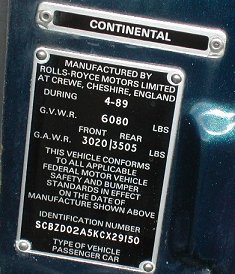 CONTINENTAL
MANUFACTURED BY
ROLLS-ROYCE MOTORS LIMITED
AT CREWE, CHESHIRE, ENGLAND
DURING 4-89
G.V.W.R. 6080 LBS
FRONT REAR
G.A.W.R. 3020 3505 LBS
THIS VEHICLE CONFORMS
TO ALL APPLICABLE
FEDERAL MOTOR VEHICLE
SAFETY AND BUMPER
STANDARDS IN EFFECT
ON THE DATE OF
MANUFACTURE SHOWN ABOVE
IDENTIFICATION NUMBER
SCBZD02A5KCX29150
TYPE OF VEHICLE
PASSENGER CAR